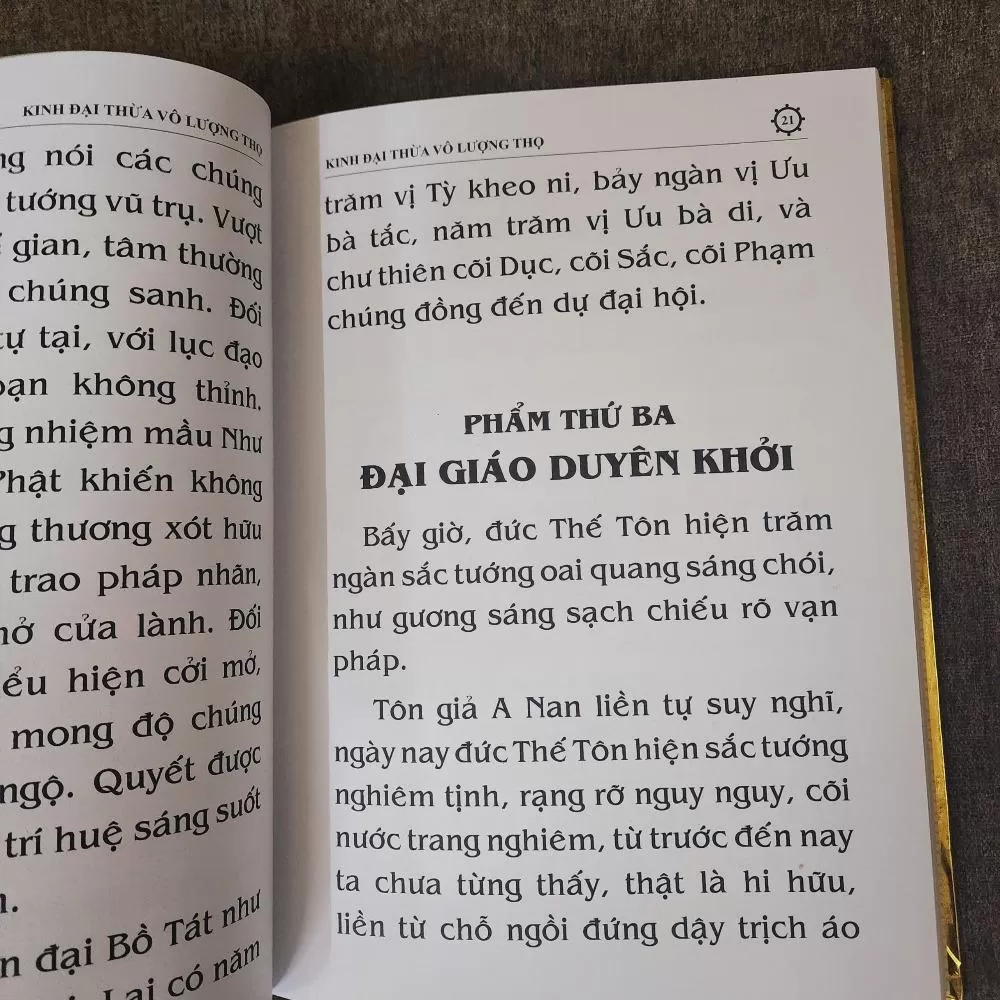 KINH ĐẠI THỪA VÔ LƯỢNG THỌ
nói các chúng
tướng vũ trụ. Vượt
gian, tâm thường
chúng sanh. Đối
tự tại, với lục đạo
không thỉnh.
nhiệm mầu Như
Phật khiến không
thương xót hữu
trao pháp nhãn,
mở cửa lành. Đối
hiện cởi mở,
mong độ chúng
ngộ. Quyết được
trí huệ sáng suốt
đại Bồ Tát như
Lai có năm
KINH ĐẠI THỪA VÔ LƯỢNG THỌ
21
trăm vị Tỳ kheo ni, bảy ngàn vị Ưu
bà tắc, năm trăm vị Ưu bà di, và
chư thiên cõi Dục, cõi Sắc, cõi Phạm
chúng đồng đến dự đại hội.
PHẨM THỨ BA
ĐẠI GIÁO DUYÊN KHỞI
Bấy giờ, đức Thế Tôn hiện trăm
ngàn sắc tướng oai quang sáng chói,
như gương sáng sạch chiếu rõ vạn
pháp.
Tôn giả A Nan liền tự suy nghĩ,
ngày nay đức Thế Tôn hiện sắc tướng
nghiêm tịnh, rạng rỡ nguy nguy, cõi
nước trang nghiêm, từ trước đến nay
ta chưa từng thấy, thật là hi hữu,
liền từ chỗ ngồi đứng dậy trịch áo